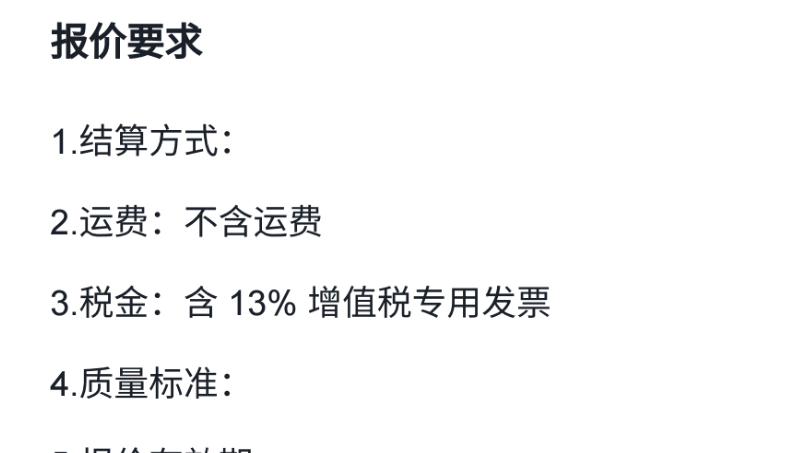 报价要求
1.结算方式：
2.运费：不含运费
3.税金：含 13% 增值税专用发票
4.质量标准：